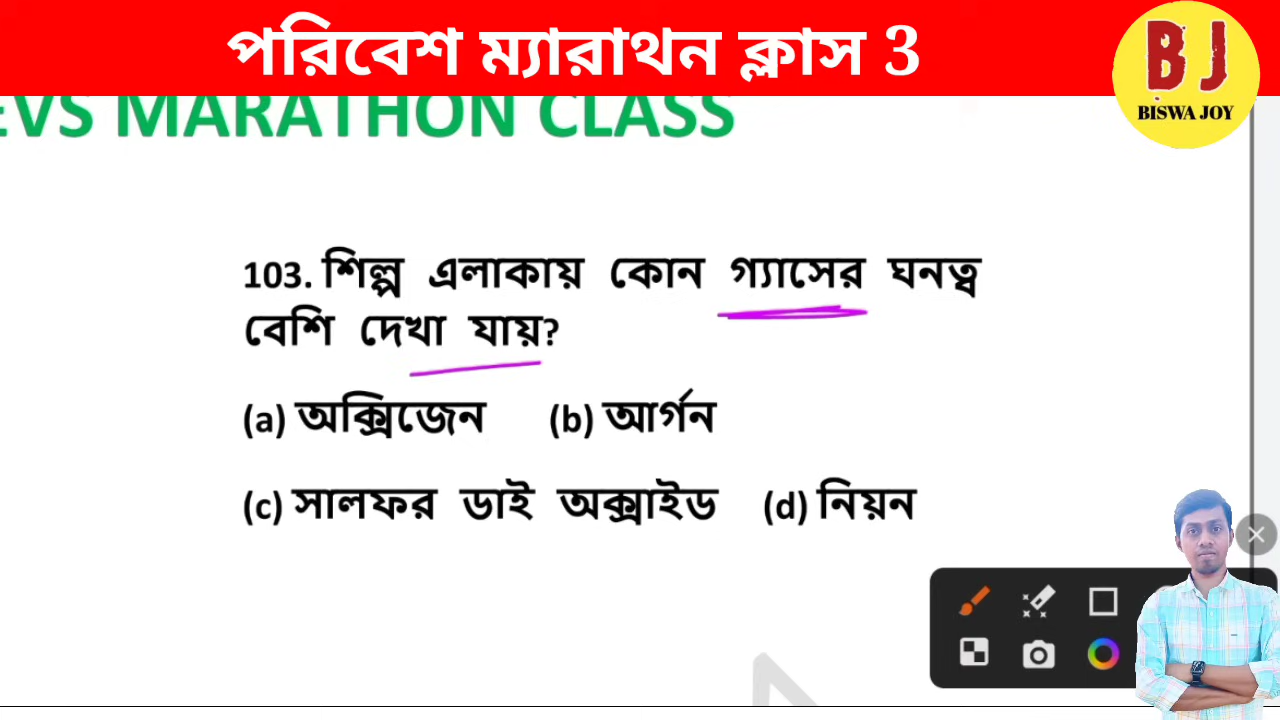 পরিবেশ ম্যারাথন ক্লাস 3
BJ
BISWA JOY
EVS MARATHON CLASS
103. শিল্প এলাকায় কোন গ্যাসের ঘনত্ব
বেশি দেখা যায়?
(a) অক্সিজেন (b) আর্গন
(c) সালফর ডাই অক্সাইড (d) নিয়ন